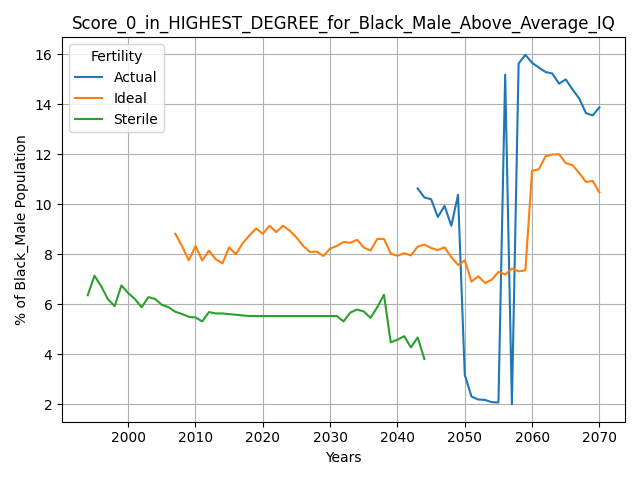 Score_0_in_HIGHEST_DEGREE_for_Black_Male_Above_Average_IQ
Fertility
Actual
Ideal
Sterile
% of Black_Male Population
16
14
12
10
8
6
4
2
2000
2010
2020
2030
2040
2050
2060
2070
Years